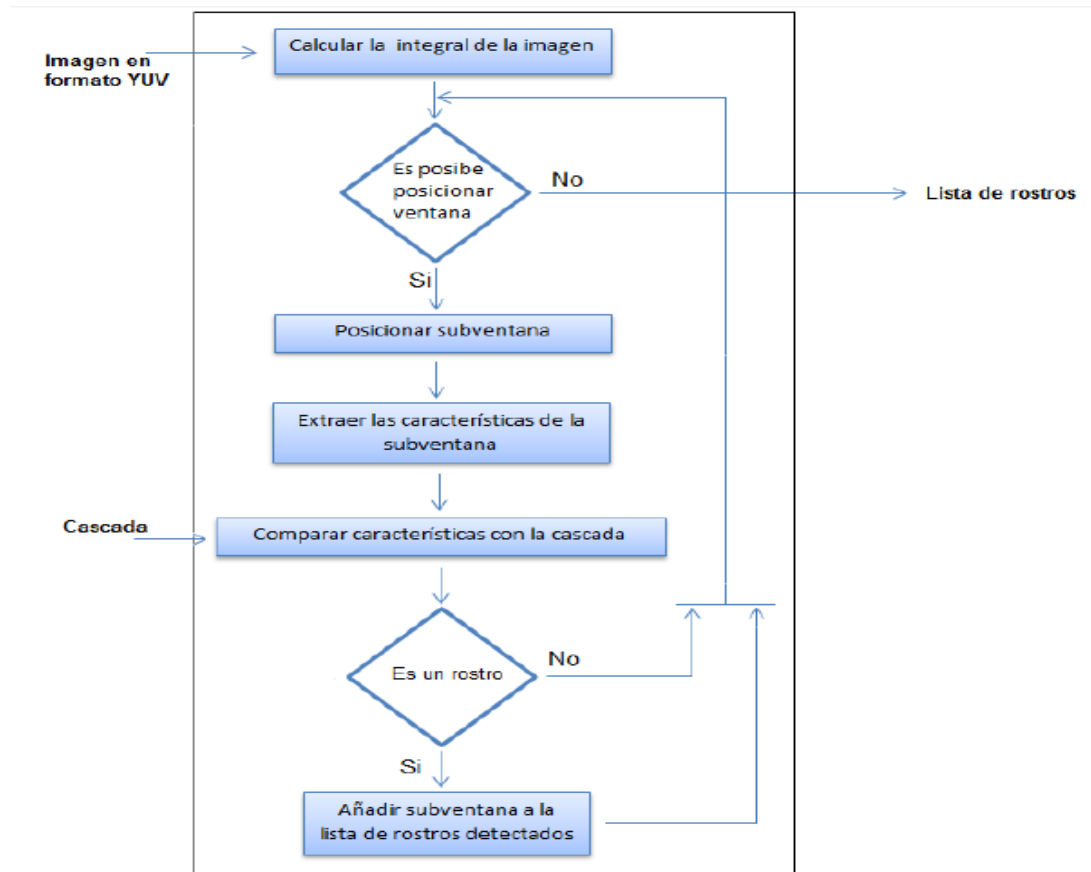 Calcular la integral de la imagen
Imagen en
formato YUV
Es posibe
posicionar
ventana
No
Lista de rostros
Si
Posicionar subventana
Extraer las características de la
subventana
Cascada
Comparar características con la cascada
Es un rostro
No
Si
Añadir subventana a la
lista de rostros detectados